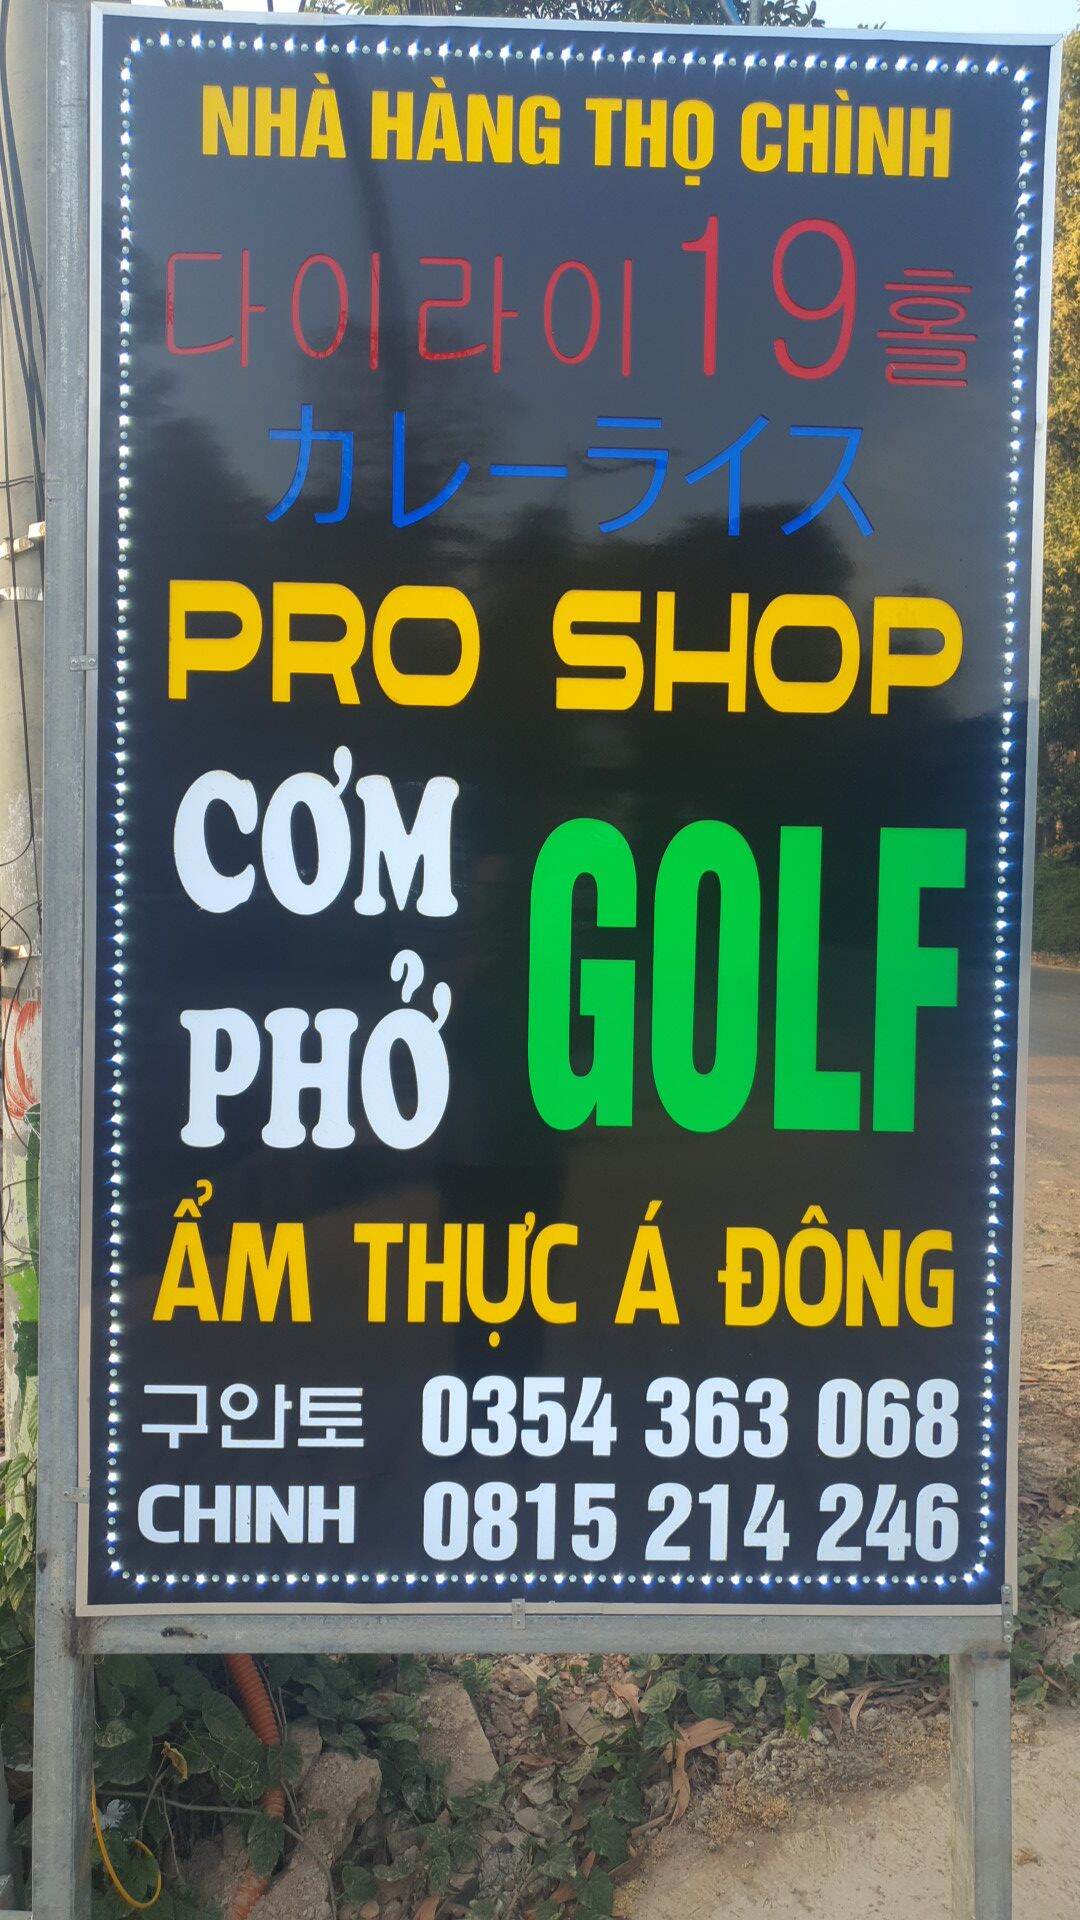 NHÀ HÀNG THỌ CHÌNH
다이라이19홀
カレーライス
PRO SHOP
CƠM
PHỞ
GOLF
ẨM THỰC Á ĐÔNG
구안토 0354 363 068
CHINH 0815 214 246